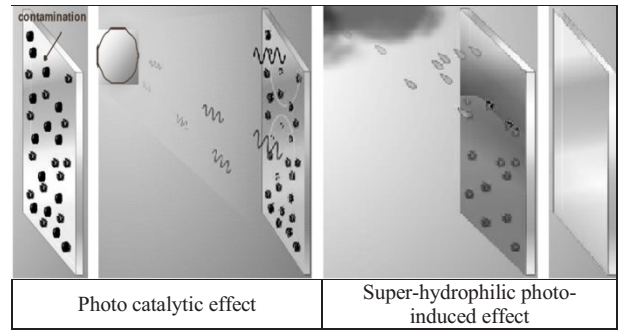 contamination
Photo catalytic effect
Super-hydrophilic photo-
induced effect